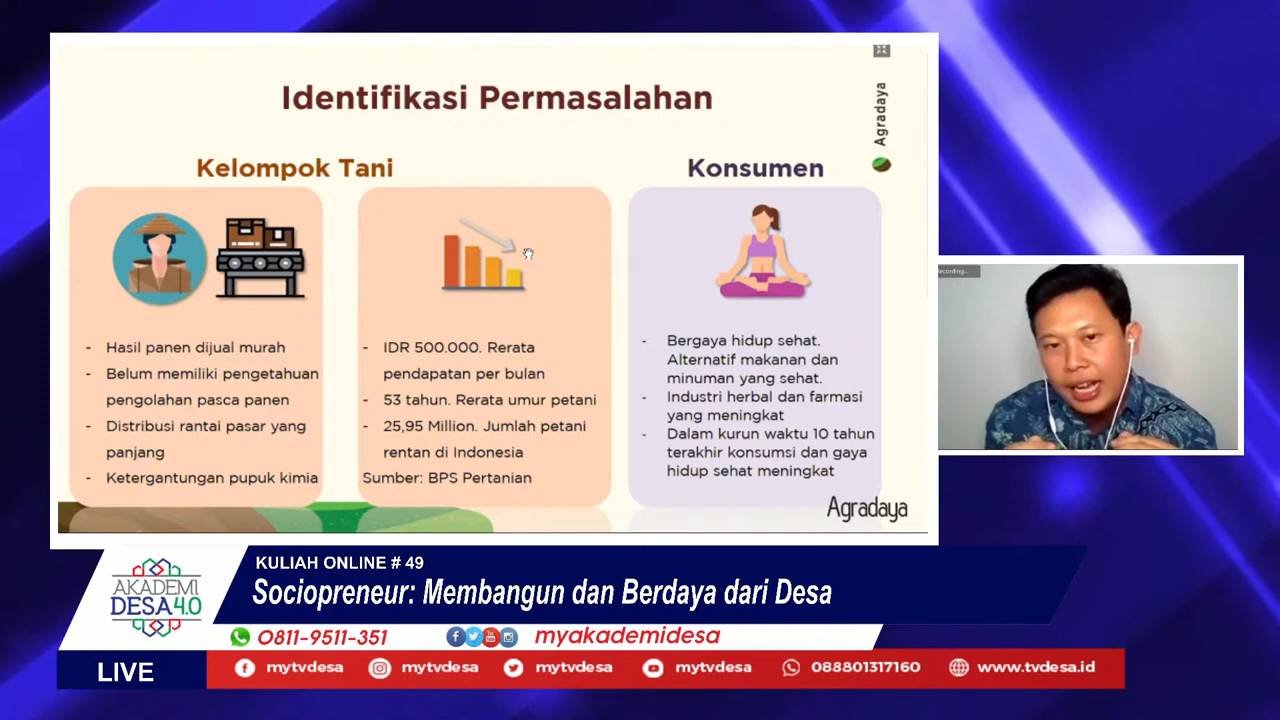 Identifikasi Permasalahan
Agradaya
Kelompok Tani
Konsumen
- Hasil panen dijual murah
- Belum memiliki pengetahuan
pengolahan pasca panen
- Distribusi rantai pasar yang
panjang
- Ketergantungan pupuk kimia
- IDR 500.000. Rerata
pendapatan per bulan
- 53 tahun. Rerata umur petani
- 25,95 Million. Jumlah petani
rentan di Indonesia
Sumber: BPS Pertanian
- Bergaya hidup sehat.
Alternatif makanan dan
minuman yang sehat.
- Industri herbal dan farmasi
yang meningkat
- Dalam kurun waktu 10 tahun
terakhir konsumsi dan gaya
hidup sehat meningkat
Agradaya
KULIAH ONLINE # 49
Sociopreneur: Membangun dan Berdaya dari Desa
AKADEMI
DESA 4.0
0811-9511-351
myakademidesa
LIVE
mytvdesa
mytvdesa
mytvdesa
mytvdesa
088801317160
www.tvdesa.id